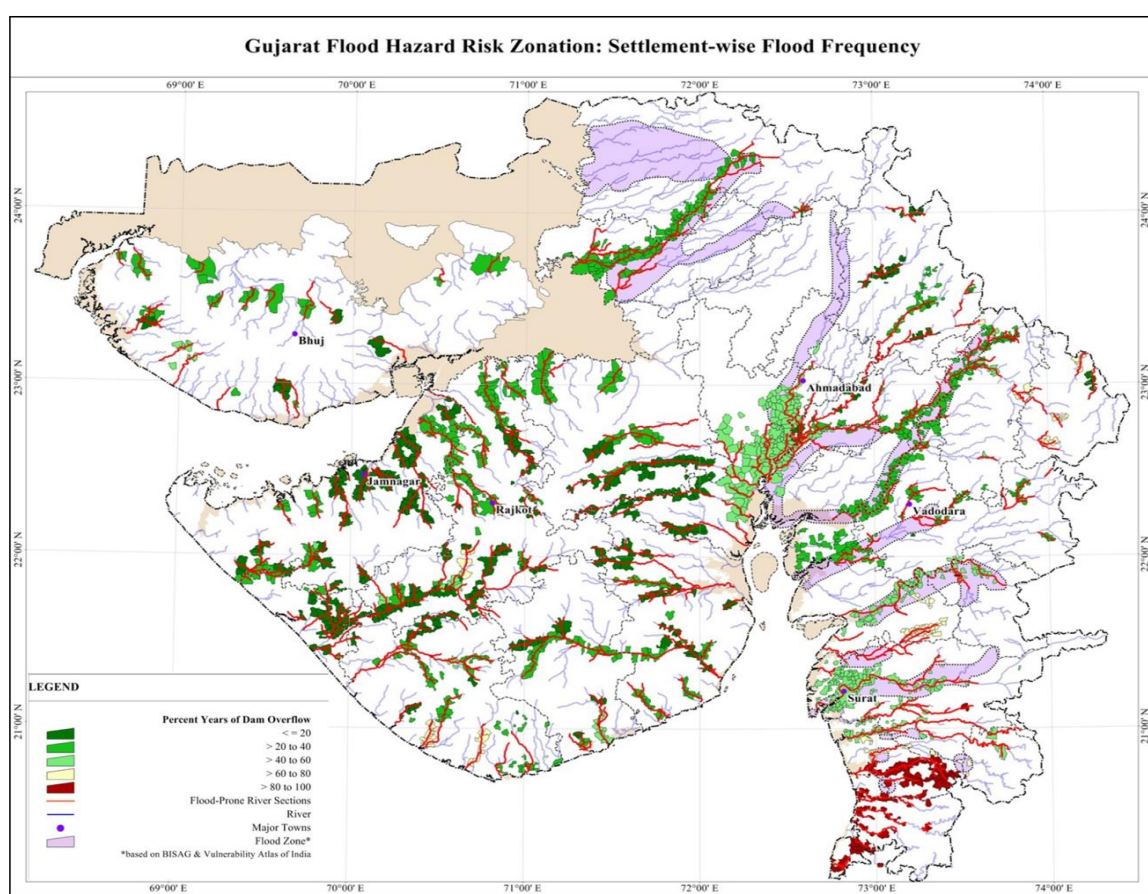 Gujarat Flood Hazard Risk Zonation: Settlement-wise Flood Frequency
69°00' E 70°00' E 71°00' E 72°00' E 73°00' E 74°00' E
24°00' N 24°00' N
Bhuj
23°00' N Ahmadabad 23°00' N
Jamnagar
Rajkot
Vadodara
22°00' N 22°00' N
Surat
21°00' N 21°00' N
LEGEND
Percent Years of Dam Overflow
< = 20
> 20 to 40
> 40 to 60
> 60 to 80
> 80 to 100
Flood-Prone River Sections
River
Major Towns
Flood Zone*
*based on BISAG & Vulnerability Atlas of India
69°00' E 70°00' E 71°00' E 72°00' E 73°00' E 74°00' E